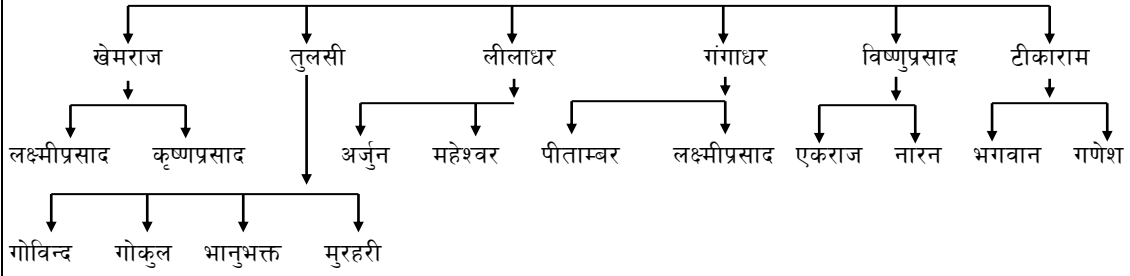 खेमराज तुलसी लीलाधर गंगाधर विष्णुप्रसाद टीकाराम
लक्ष्मीप्रसाद कृष्णप्रसाद अर्जुन महेश्वर पीताम्बर लक्ष्मीप्रसाद एकराज नारन भगवान गणेश
गोविन्द गोकुल भानुभक्त मुरहरी